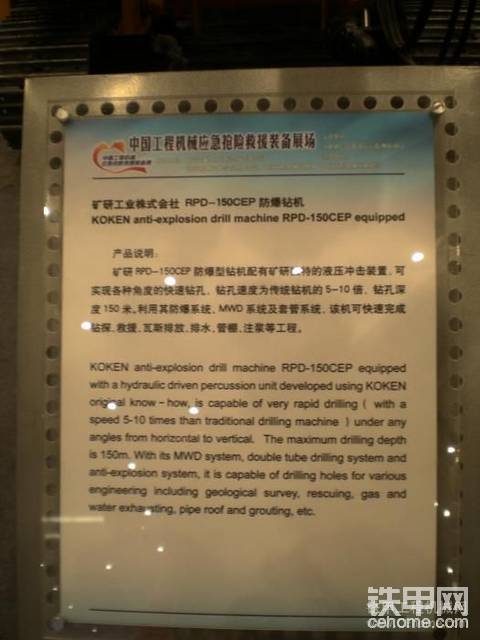 中国工程机械应急抢险救援装备展场
矿研工业株式会社 RPD-150CEP 防爆钻机
KOKEN anti-explosion drill machine RPD-150CEP equipped
产品说明:
矿研 RPD-150CEP 防爆型钻机配有矿研独特的液压冲击装置, 可
实现各种角度的快速钻孔, 钻孔速度为传统钻机的 5-10 倍, 钻孔深
度 150 米。利用其防爆系统、MWD 系统及套管系统, 该机可快速完成
钻探、救援、瓦斯排放、排水、管棚、注浆等工程。
KOKEN anti-explosion drill machine RPD-150CEP equipped
with a hydraulic driven percussion unit developed using KOKEN
original know-how, is capable of very rapid drilling ( with a
speed 5-10 times than traditional drilling machine ) under any
angles from horizontal to vertical. The maximum drilling depth
is 150m. With its MWD system, double tube drilling system and
anti-explosion system, it is capable of drilling holes for various
engineering including geological survey, rescuing, gas and
water exhausting, pipe roof and grouting, etc.
铁甲网
cehome.com